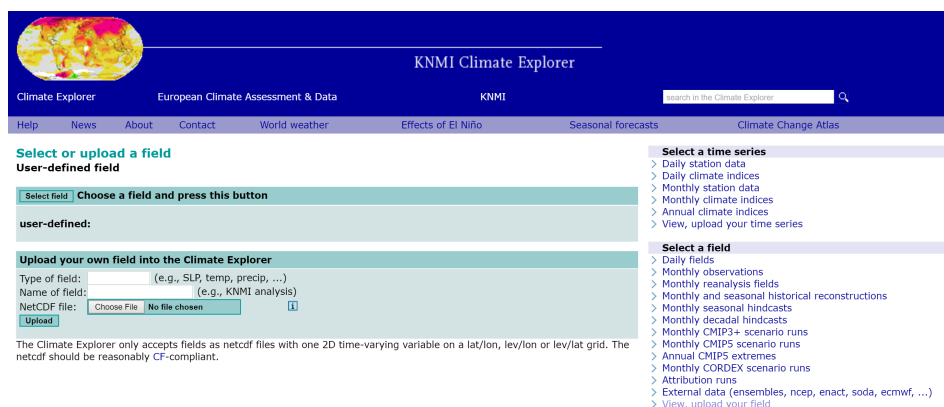 KNMI Climate Explorer
Climate Explorer European Climate Assessment & Data KNMI search in the Climate Explorer
Help News About Contact World weather Effects of El Niño Seasonal forecasts Climate Change Atlas
Select or upload a field
User-defined field
Select field Choose a field and press this button
user-defined:
Upload your own field into the Climate Explorer
Type of field: (e.g., SLP, temp, precip, ...)
Name of field: (e.g., KNMI analysis)
NetCDF file: Choose File No file chosen i
Upload
The Climate Explorer only accepts fields as netcdf files with one 2D time-varying variable on a lat/lon, lev/lon or lev/lat grid. The
netcdf should be reasonably CF-compliant.
Select a time series
Daily station data
Daily climate indices
Monthly station data
Monthly climate indices
Annual climate indices
View, upload your time series
Select a field
Daily fields
Monthly observations
Monthly reanalysis fields
Monthly and seasonal historical reconstructions
Monthly seasonal hindcasts
Monthly decadal hindcasts
Monthly CMIP3+ scenario runs
Monthly CMIP5 scenario runs
Annual CMIP5 extremes
Monthly CORDEX scenario runs
Attribution runs
External data (ensembles, ncep, enact, soda, ecmwf, ...)
View, upload your field